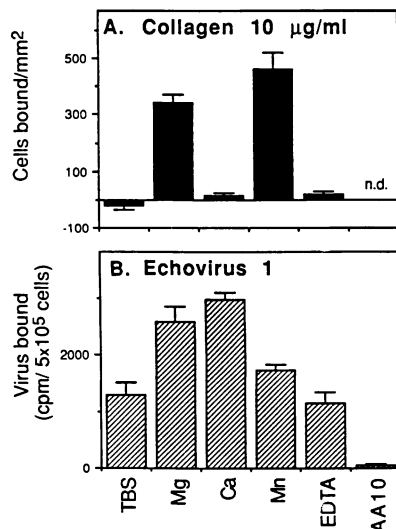 A. Collagen 10 µg/ml
Cells bound/mm²
500
300
100
-100
n.d.
B. Echovirus 1
Virus bound
(cpm/ 5x10⁵ cells)
2000
0
TBS
Mg
Ca
Mn
EDTA
AA10